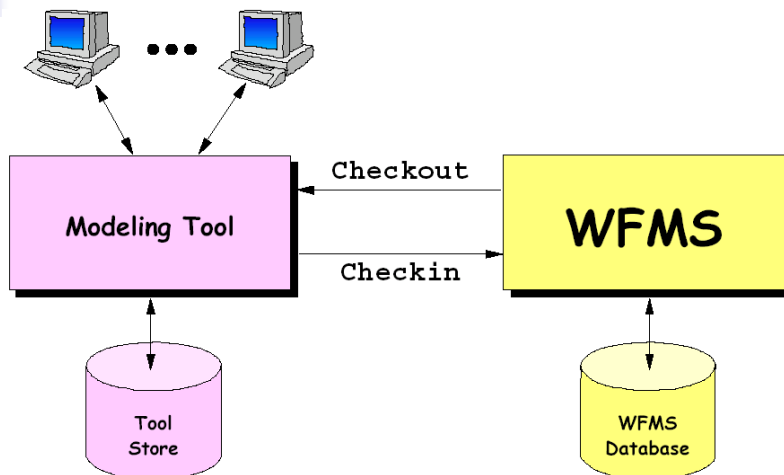 Checkout
Modeling Tool
WFMS
Checkin
Tool
Store
WFMS
Database